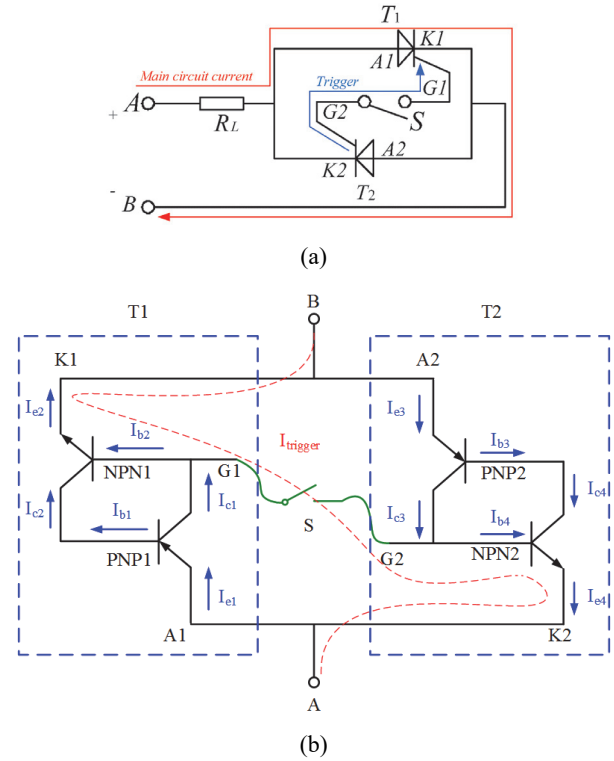 T1
K1
A1
Main circuit current
Trigger
G1
+ A
G2
S
RL
A2
K2
- B
T2
(a)
B
T1
T2
K1
A2
Ie2
Ie3
Ib2
Itrigger
Ib3
NPN1
G1
PNP2
Ic2
Ic1
S
Ic3
Ic4
Ib1
Ib4
PNP1
G2
NPN2
Ie1
Ie4
A1
K2
A
(b)